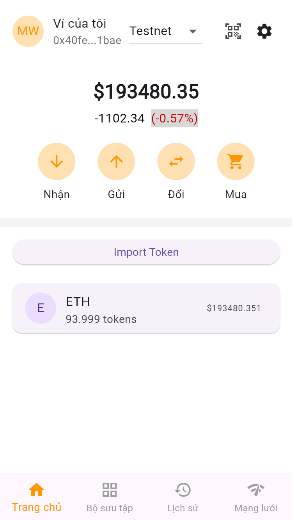 MW
Ví của tôi
0x40fe...1bae
Testnet
$193480.35
-1102.34 (-0.57%)
Nhận
Gửi
Đổi
Mua
Import Token
E
ETH
93.999 tokens
$193480.351
Trang chủ
Bộ sưu tập
Lịch sử
Mạng lưới